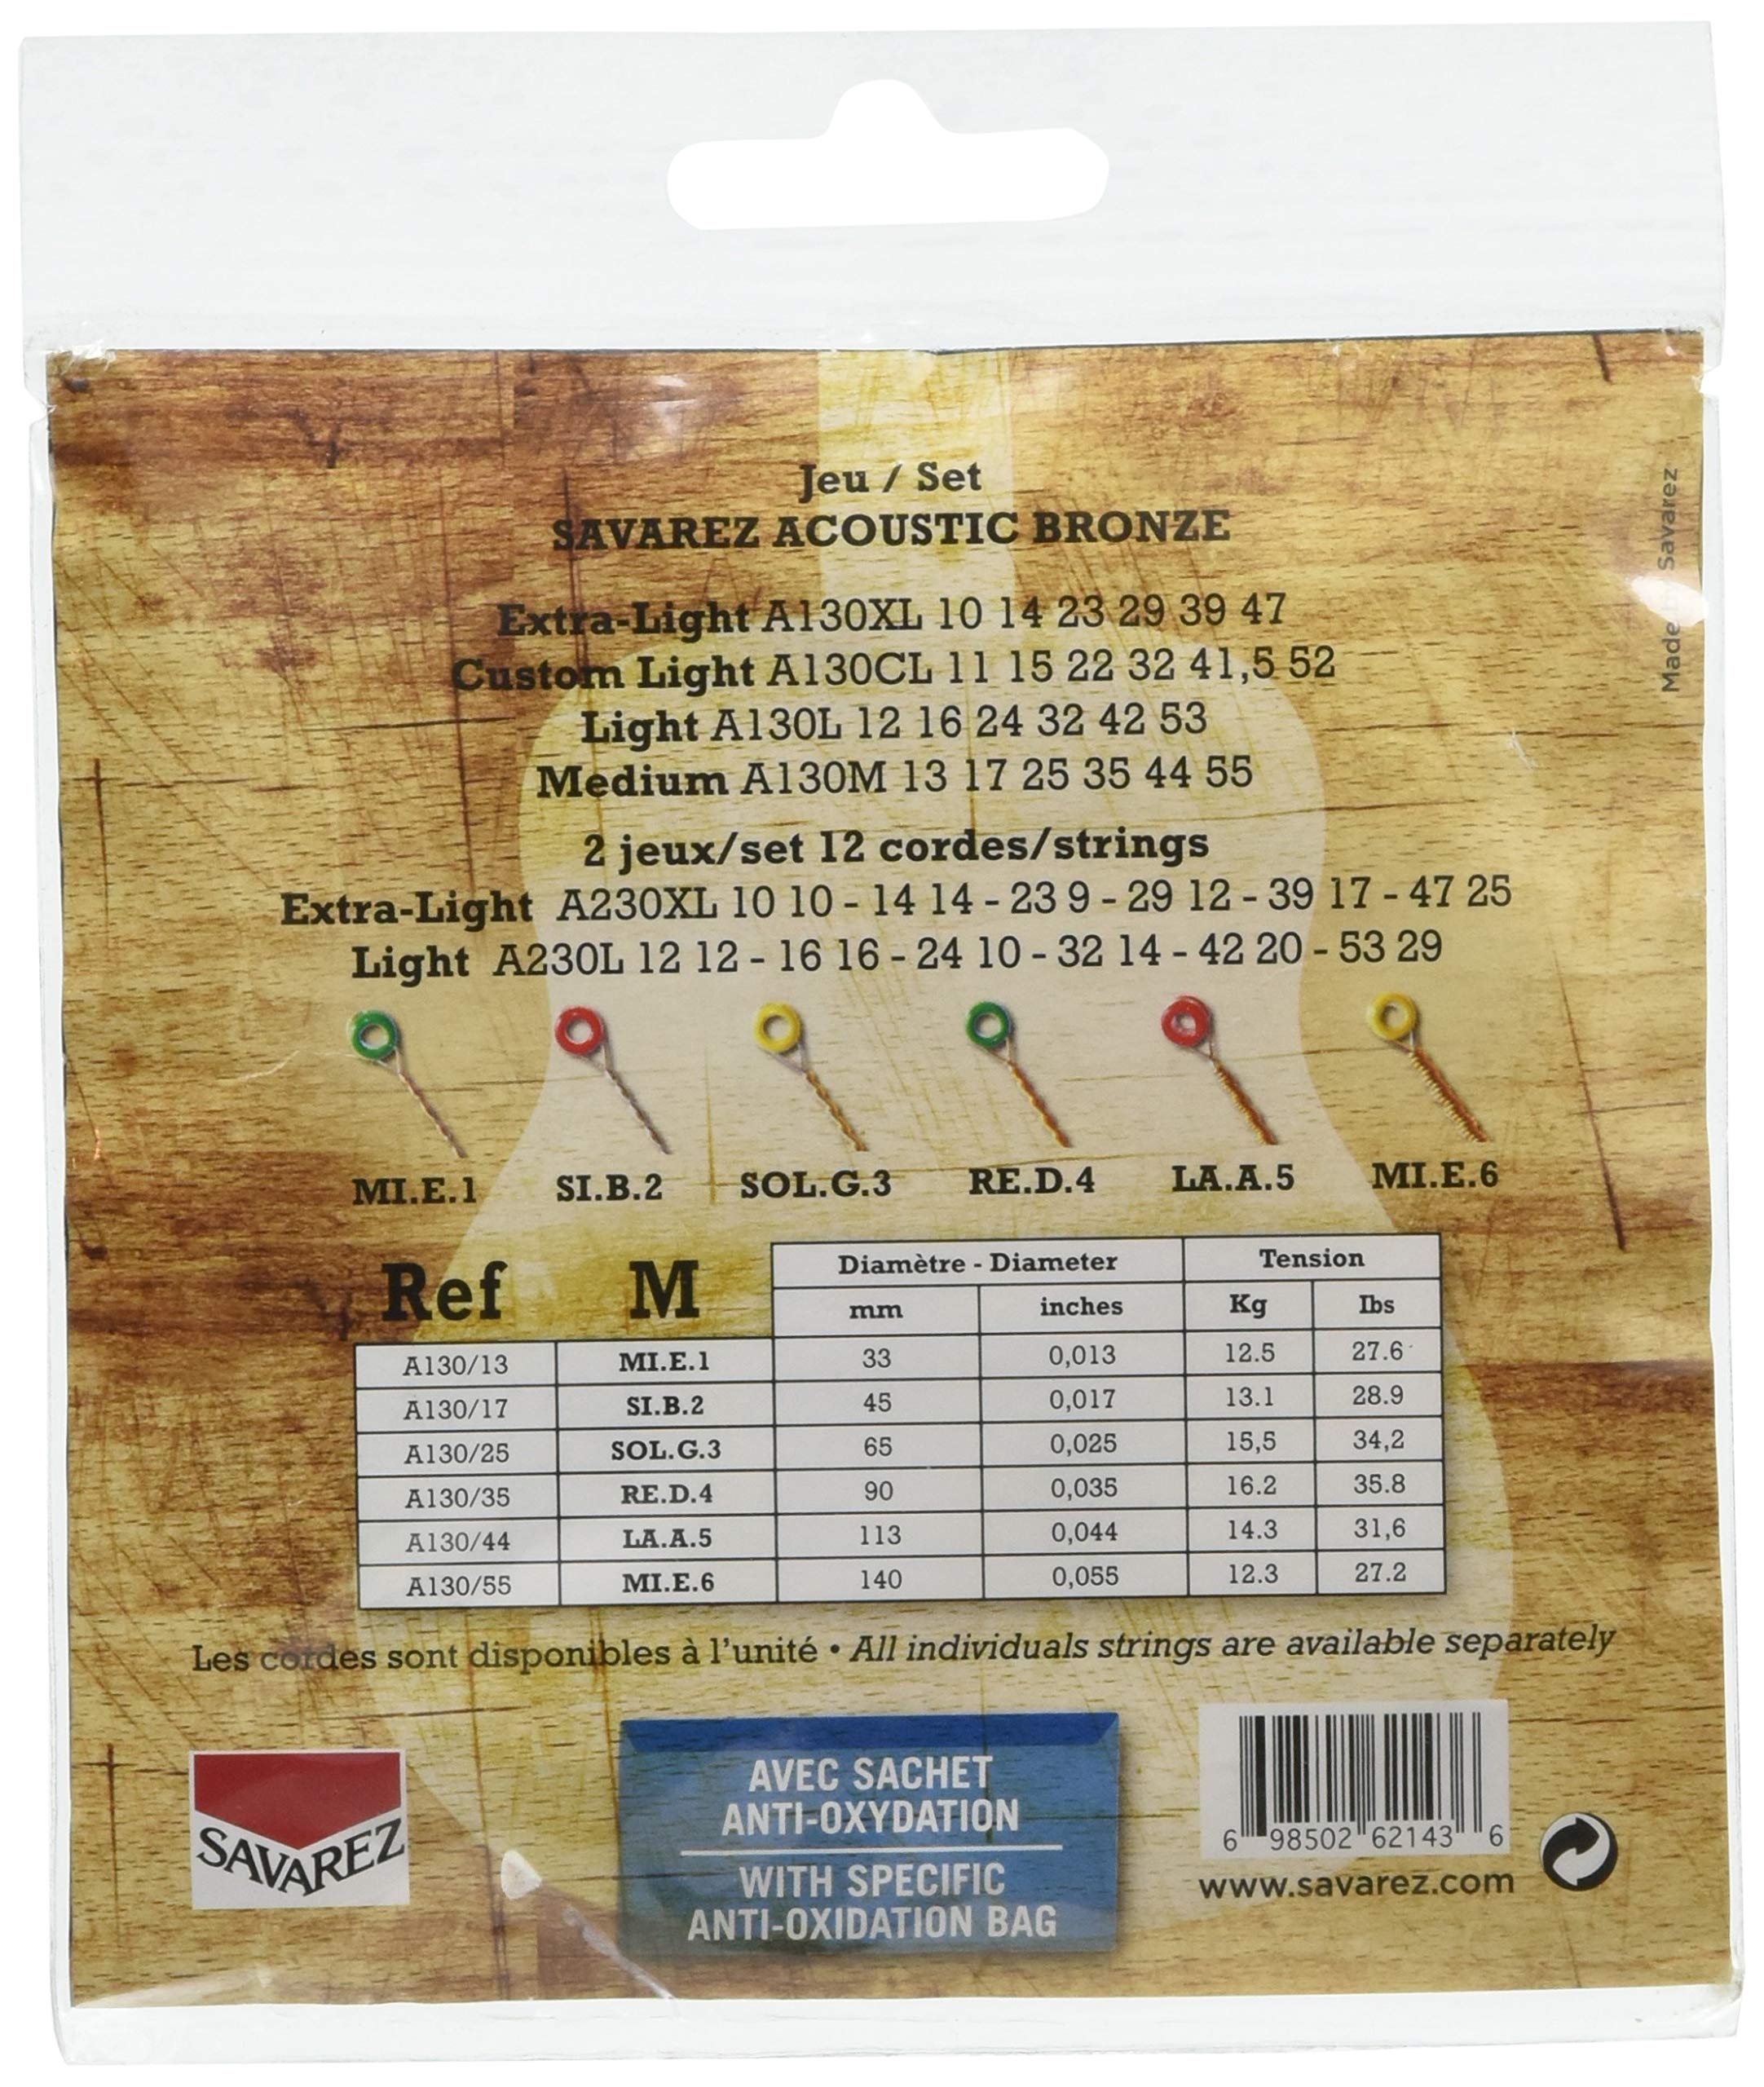 Jeu / Set
SAVAREZ ACOUSTIC BRONZE
Extra-Light A130XL 10 14 23 29 39 47
Custom Light A130CL 11 15 22 32 41,5 52
Light A130L 12 16 24 32 42 53
Medium A130M 13 17 25 35 44 55
2 jeux/set 12 cordes/strings
Extra-Light A230XL 10 10 - 14 14 - 23 9 - 29 12 - 39 17 - 47 25
Light A230L 12 12 - 16 16 - 24 10 - 32 14 - 42 20 - 53 29
Made Savarez
MI.E.1 SI.B.2 SOL.G.3 RE.D.4 LA.A.5 MI.E.6
Diamètre - Diameter Tension
Ref M mm inches Kg lbs
A130/13 MI.E.1 33 0,013 12.5 27.6
A130/17 SI.B.2 45 0,017 13.1 28.9
A130/25 SOL.G.3 65 0,025 15,5 34,2
A130/35 RE.D.4 90 0,035 16.2 35.8
A130/44 LA.A.5 113 0,044 14.3 31,6
A130/55 MI.E.6 140 0,055 12.3 27.2
Les cordes sont disponibles à l'unité • All individuals strings are available separately
SAVAREZ
AVEC SACHET
ANTI-OXYDATION
WITH SPECIFIC
ANTI-OXIDATION BAG
6 98502 62143 6
www.savarez.com